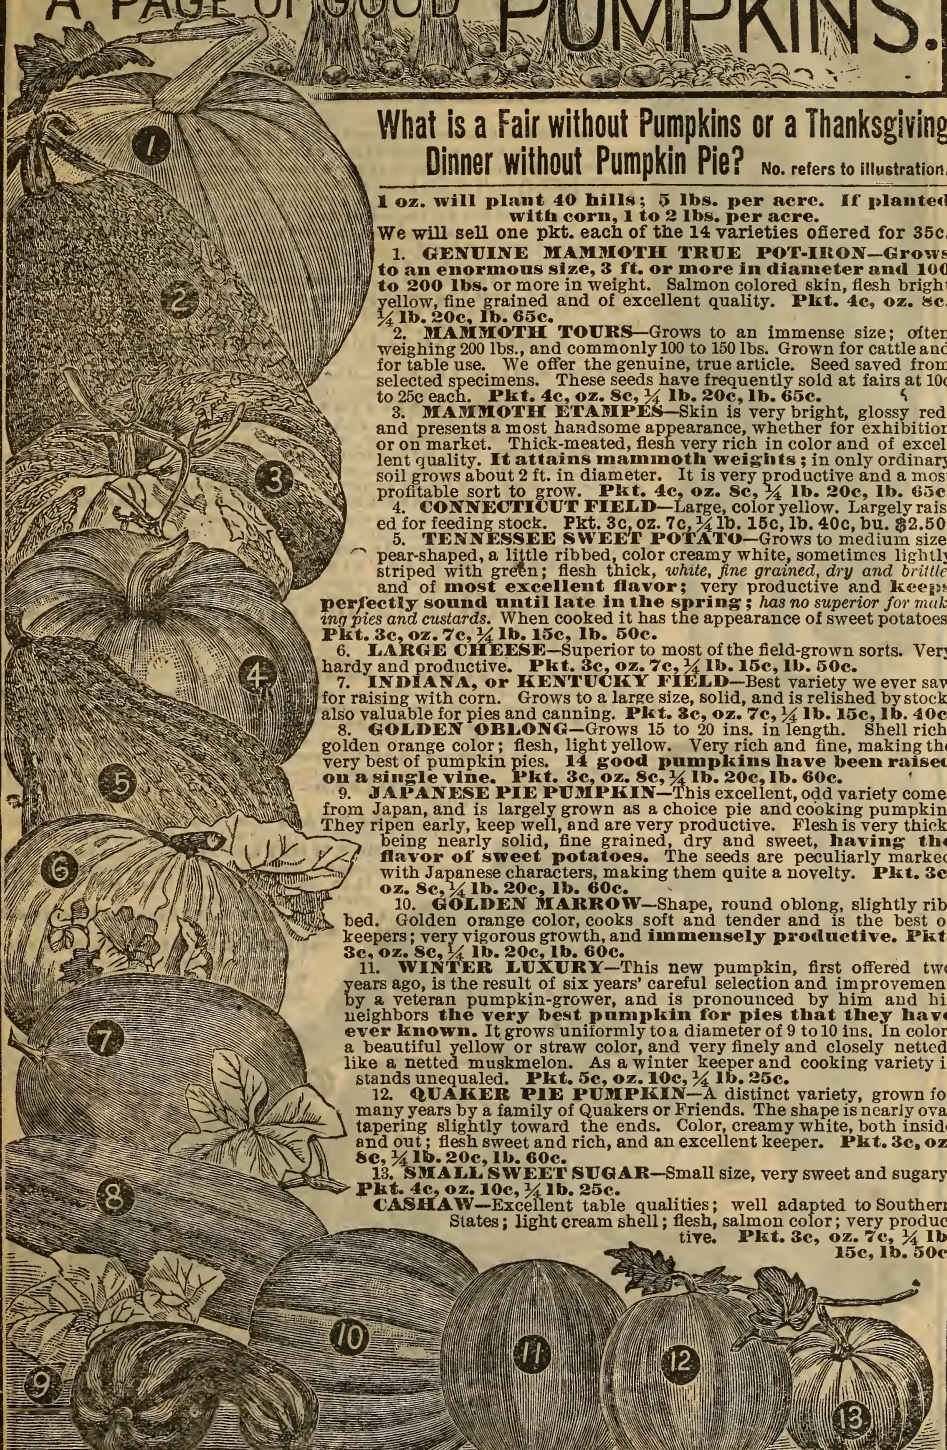 A PAGE OF GOOD PUMPKINS.
What is a Fair without Pumpkins or a Thanksgiving
Dinner without Pumpkin Pie? No. refers to illustration.
1 oz. will plant 40 hills; 5 lbs. per acre. If planted
with corn, 1 to 2 lbs. per acre.
We will sell one pkt. each of the 14 varieties offered for 35c.
1. GENUINE MAMMOTH TRUE POT-IRON—Grows
to an enormous size, 3 ft. or more in diameter and 100
to 200 lbs. or more in weight. Salmon colored skin, flesh bright
yellow, fine grained and of excellent quality. Pkt. 4c, oz. 8c,
¼ lb. 20c, lb. 65c.
2. MAMMOTH TOURS—Grows to an immense size; often
weighing 200 lbs., and commonly 100 to 150 lbs. Grown for cattle and
for table use. We offer the genuine, true article. Seed saved from
selected specimens. These seeds have frequently sold at fairs at 10c
to 25c each. Pkt. 4c, oz. 8c, ¼ lb. 20c, lb. 65c.
3. MAMMOTH ETAMPES—Skin is very bright, glossy red
and presents a most handsome appearance, whether for exhibition
or on market. Thick-meated, flesh very rich in color and of excel
lent quality. It attains mammoth weights; in only ordinary
soil grows about 2 ft. in diameter. It is very productive and a mos
profitable sort to grow. Pkt. 4c, oz. 8c, ¼ lb. 20c, lb. 65c
4. CONNECTICUT FIELD—Large, color yellow. Largely rais
ed for feeding stock. Pkt. 3c, oz. 7c, ¼ lb. 15c, lb. 40c, bu. $2.50
5. TENNESSEE SWEET POTATO—Grows to medium size
pear-shaped, a little ribbed, color creamy white, sometimes lightly
striped with green; flesh thick, white, fine grained, dry and brittle
and of most excellent flavor; very productive and keeps
perfectly sound until late in the spring; has no superior for mak
ing pies and custards. When cooked it has the appearance of sweet potatoes
Pkt. 3c, oz. 7c, ¼ lb. 15c, lb. 50c.
6. LARGE CHEESE—Superior to most of the field-grown sorts. Very
hardy and productive. Pkt. 3c, oz. 7c, ¼ lb. 15c, lb. 50c.
7. INDIANA, or KENTUCKY FIELD—Best variety we ever saw
for raising with corn. Grows to a large size, solid, and is relished by stock
also valuable for pies and canning. Pkt. 3c, oz. 7c, ¼ lb. 15c, lb. 40c
8. GOLDEN OBLONG—Grows 15 to 20 ins. in length. Shell rich
golden orange color; flesh, light yellow. Very rich and fine, making the
very best of pumpkin pies. 14 good pumpkins have been raised
on a single vine. Pkt. 3c, oz. 8c, ¼ lb. 20c, lb. 60c.
9. JAPANESE PIE PUMPKIN—This excellent, odd variety come
from Japan, and is largely grown as a choice pie and cooking pumpkin
They ripen early, keep well, and are very productive. Flesh is very thick
being nearly solid, fine grained, dry and sweet, having the
flavor of sweet potatoes. The seeds are peculiarly marked
with Japanese characters, making them quite a novelty. Pkt. 3c
oz. 8c, ¼ lb. 20c, lb. 60c.
10. GOLDEN MARROW—Shape, round oblong, slightly rib
bed. Golden orange color, cooks soft and tender and is the best o
keepers; very vigorous growth, and immensely productive. Pkt
3c, oz. 8c, ¼ lb. 20c, lb. 60c.
11. WINTER LUXURY—This new pumpkin, first offered two
years ago, is the result of six years' careful selection and improvemen
by a veteran pumpkin-grower, and is pronounced by him and hi
neighbors the very best pumpkin for pies that they have
ever known. It grows uniformly to a diameter of 9 to 10 ins. In color
a beautiful yellow or straw color, and very finely and closely netted
like a netted muskmelon. As a winter keeper and cooking variety i
stands unequaled. Pkt. 5c, oz. 10c, ¼ lb. 25c.
12. QUAKER PIE PUMPKIN—A distinct variety, grown fo
many years by a family of Quakers or Friends. The shape is nearly ova
tapering slightly toward the ends. Color, creamy white, both insid
and out; flesh sweet and rich, and an excellent keeper. Pkt. 3c, oz
8c, ¼ lb. 20c, lb. 60c.
13. SMALL SWEET SUGAR—Small size, very sweet and sugary
Pkt. 4c, oz. 10c, ¼ lb. 25c.
CASHAW—Excellent table qualities; well adapted to Southern
States; light cream shell; flesh, salmon color; very produc
tive. Pkt. 3c, oz. 7c, ¼ lb
15c, lb. 50c
1
2
3
4
5
6
7
8
9
10
11
12
13